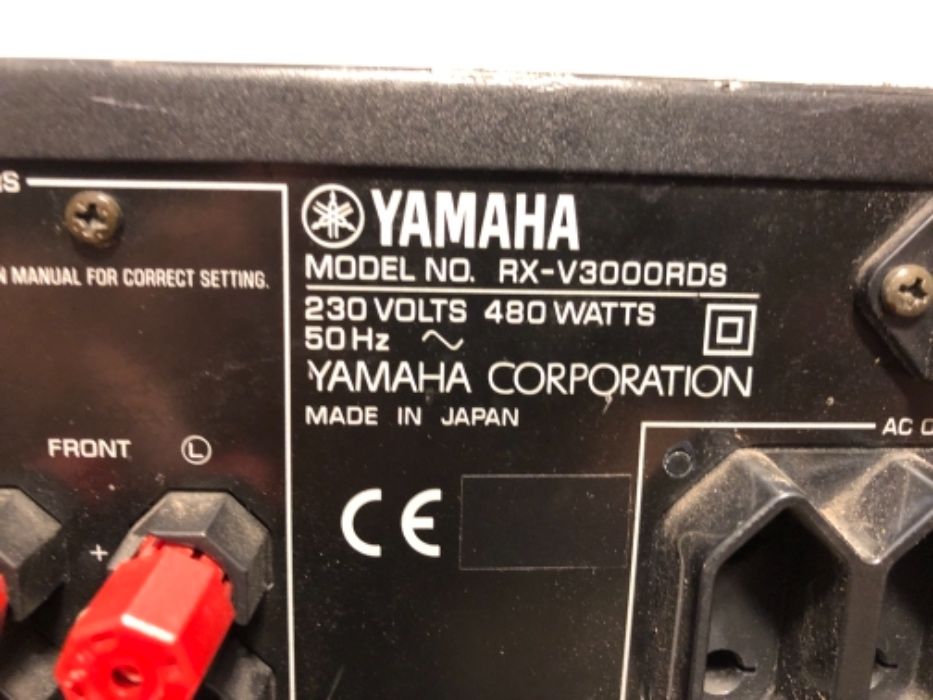 YAMAHA
MODEL NO. RX-V3000RDS
230 VOLTS 480 WATTS
50 Hz ~
YAMAHA CORPORATION
MADE IN JAPAN
CE
MANUAL FOR CORRECT SETTING.
FRONT L
+
AC